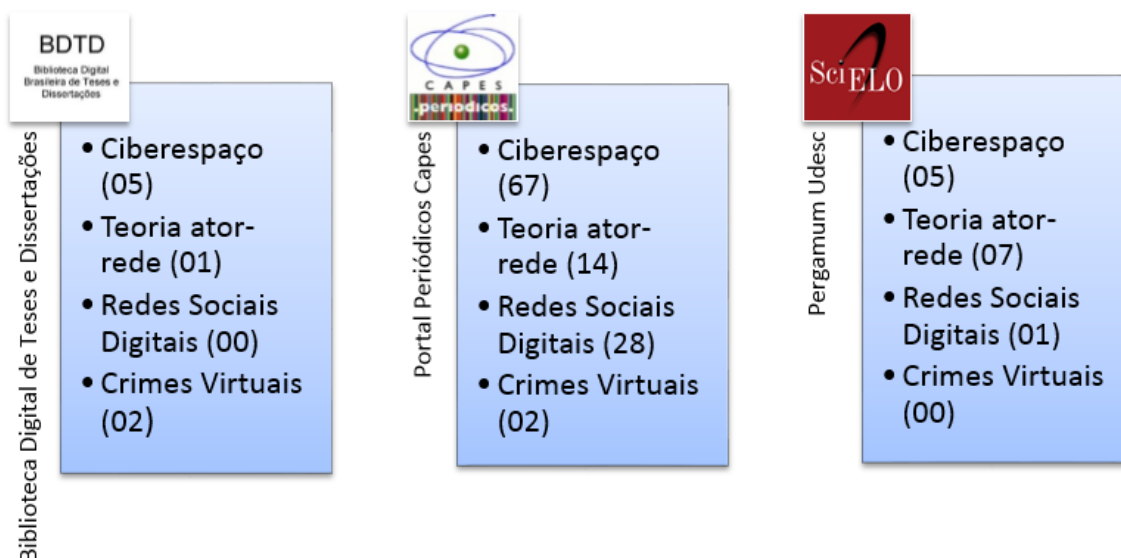 BDTD
Biblioteca Digital
Brasileira de Teses e
Dissertações
Biblioteca Digital de Teses e Dissertações
• Ciberespaço
(05)
• Teoria ator-
rede (01)
• Redes Sociais
Digitais (00)
• Crimes Virtuais
(02)
CAPES
.periodicos.
Portal Periódicos Capes
• Ciberespaço
(67)
• Teoria ator-
rede (14)
• Redes Sociais
Digitais (28)
• Crimes Virtuais
(02)
SciELO
Pergamum Udesc
• Ciberespaço
(05)
• Teoria ator-
rede (07)
• Redes Sociais
Digitais (01)
• Crimes Virtuais
(00)